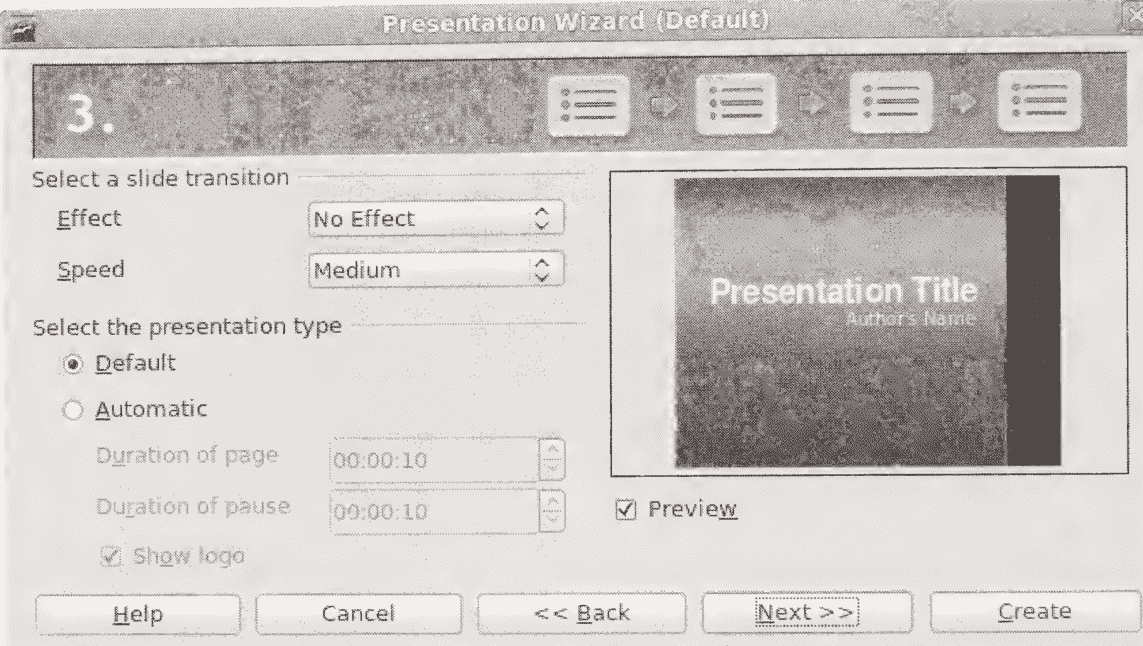 Presentation Wizard (Default)
3.
Select a slide transition
Effect
No Effect
Speed
Medium
Select the presentation type
Default
Automatic
Duration of page
00:00:10
Duration of pause
00:00:10
Show logo
Presentation Title
Author's Name
Preview
Help
Cancel
<< Back
Next >>
Create